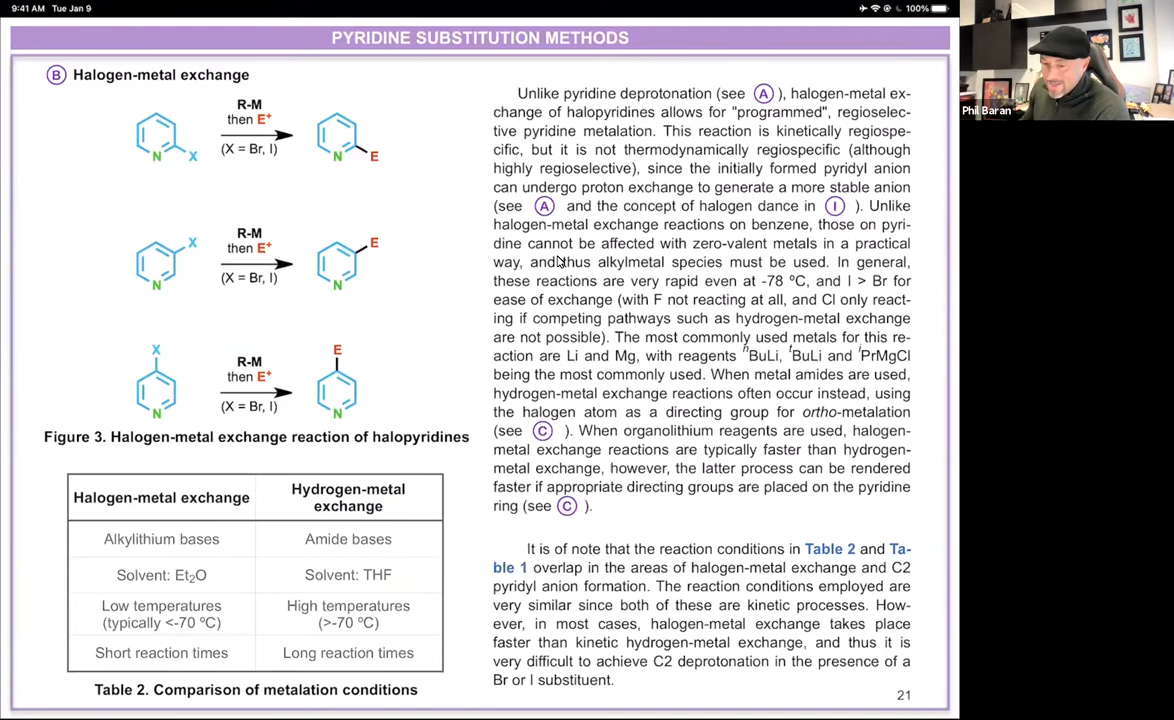 9:41 AM Tue Jan 9
100%
PYRIDINE SUBSTITUTION METHODS
B Halogen-metal exchange
R-M
then E⁺
(X = Br, I)
N
X
N
E
R-M
then E⁺
(X = Br, I)
X
N
E
N
X
R-M
then E⁺
(X = Br, I)
N
E
N
Figure 3. Halogen-metal exchange reaction of halopyridines
Halogen-metal exchange
Hydrogen-metal
exchange
Alkylithium bases
Amide bases
Solvent: Et₂O
Solvent: THF
Low temperatures
(typically <-70 ºC)
High temperatures
(>-70 ºC)
Short reaction times
Long reaction times
Table 2. Comparison of metalation conditions
Unlike pyridine deprotonation (see A ), halogen-metal ex-
change of halopyridines allows for "programmed", regioselec-
tive pyridine metalation. This reaction is kinetically regiospe-
cific, but it is not thermodynamically regiospecific (although
highly regioselective), since the initially formed pyridyl anion
can undergo proton exchange to generate a more stable anion
(see A and the concept of halogen dance in I ). Unlike
halogen-metal exchange reactions on benzene, those on pyri-
dine cannot be affected with zero-valent metals in a practical
way, and thus alkylmetal species must be used. In general,
these reactions are very rapid even at -78 ºC, and I > Br for
ease of exchange (with F not reacting at all, and Cl only react-
ing if competing pathways such as hydrogen-metal exchange
are not possible). The most commonly used metals for this re-
action are Li and Mg, with reagents ⁿBuLi, ᵗBuLi and ⁱPrMgCl
being the most commonly used. When metal amides are used,
hydrogen-metal exchange reactions often occur instead, using
the halogen atom as a directing group for ortho-metalation
(see C ). When organolithium reagents are used, halogen-
metal exchange reactions are typically faster than hydrogen-
metal exchange, however, the latter process can be rendered
faster if appropriate directing groups are placed on the pyridine
ring (see C ).
It is of note that the reaction conditions in Table 2 and Ta-
ble 1 overlap in the areas of halogen-metal exchange and C2
pyridyl anion formation. The reaction conditions employed are
very similar since both of these are kinetic processes. How-
ever, in most cases, halogen-metal exchange takes place
faster than kinetic hydrogen-metal exchange, and thus it is
very difficult to achieve C2 deprotonation in the presence of a
Br or I substituent.
21
Phil Baran